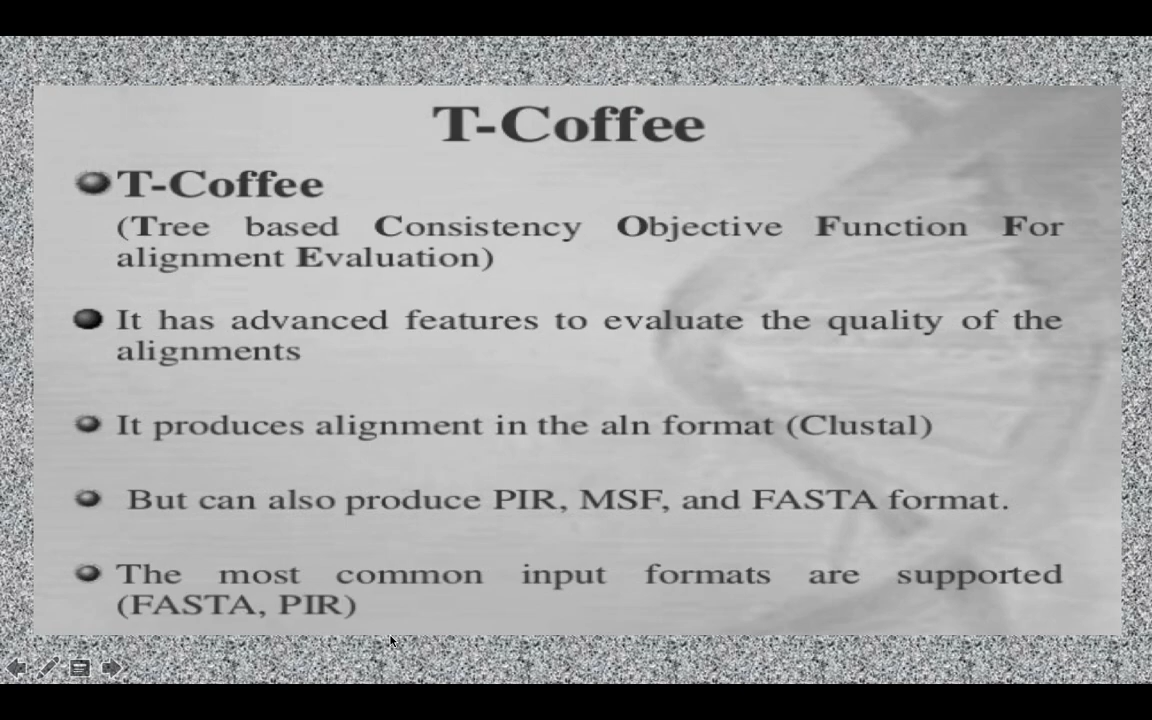 T-Coffee
T-Coffee
(Tree based Consistency Objective Function For
alignment Evaluation)
It has advanced features to evaluate the quality of the
alignments
It produces alignment in the aln format (Clustal)
But can also produce PIR, MSF, and FASTA format.
The most common input formats are supported
(FASTA, PIR)